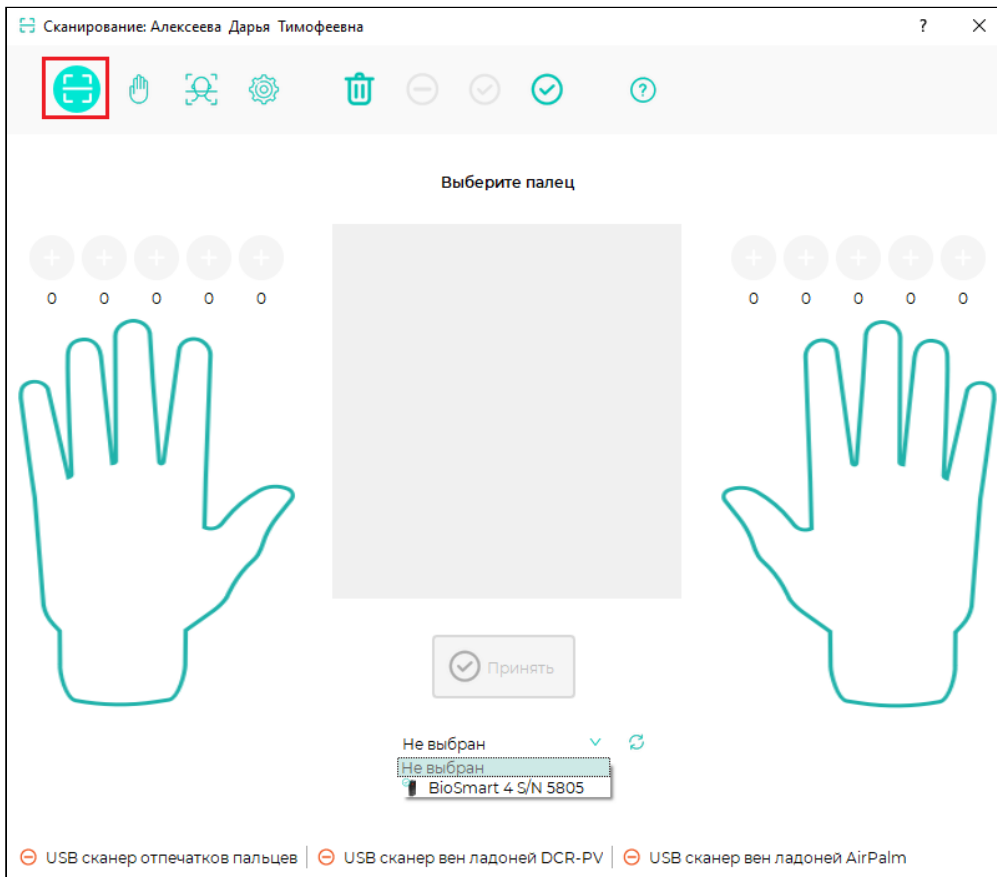 Сканирование: Алексеева Дарья Тимофеевна ?
Выберите палец
0 0 0 0 0 0 0 0 0 0
Принять
Не выбран
Не выбран
BioSmart 4 S/N 5805
USB сканер отпечатков пальцев USB сканер вен ладоней DCR-PV USB сканер вен ладоней AirPalm